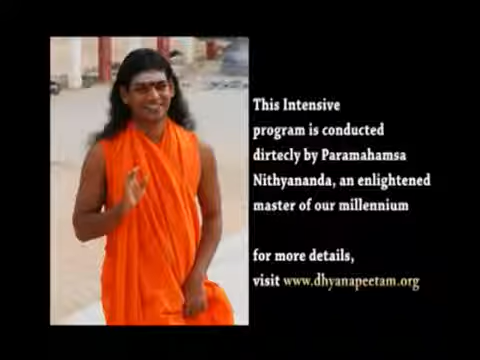 This Intensive
program is conducted
dirtecly by Paramahamsa
Nithyananda, an enlightened
master of our millennium
for more details,
visit www.dhyanapeetam.org